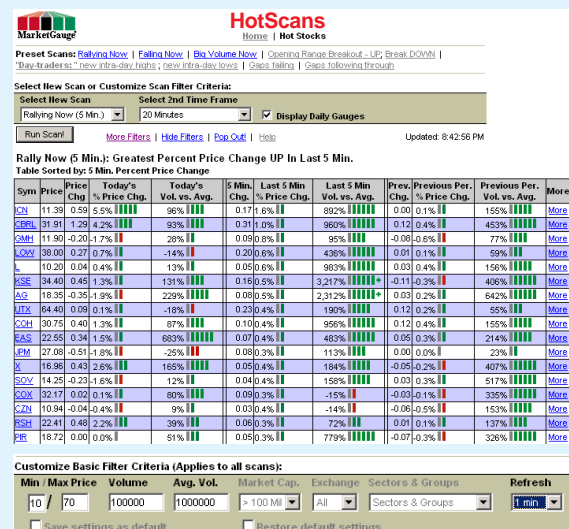 MarketGauge®
HotScans
Home | Hot Stocks
Preset Scans: Rallying Now | Falling Now | Big Volume Now | Opening Range Breakout - UP; Break DOWN |
"Day-traders: " new intra-day highs ; new intra-day lows | Gaps failing | Gaps following through
Select New Scan or Customize Scan Filter Criteria:
Select New Scan Select 2nd Time Frame
Rallying Now (5 Min.) 20 Minutes Display Daily Gauges
Run Scan! More Filters | Hide Filters | Pop Out! | Help Updated: 8:42:56 PM
Rally Now (5 Min.): Greatest Percent Price Change UP In Last 5 Min.
Table Sorted by: 5 Min. Percent Price Change
Sym Price Price Chg Today's % Price Chg. Today's Vol. vs. Avg. 5 Min. Chg Last 5 Min % Price Chg. Last 5 Min Vol. vs. Avg. Prev. Chg Previous Per. % Price Chg. Previous Per. Vol. vs. Avg. More
ICN 11.39 0.59 5.5% 96% 0.17 1.6% 892% 0.00 0.1% 155% More
CBRL 31.91 1.29 4.2% 93% 0.31 1.0% 960% 0.12 0.4% 453% More
GMH 11.90 -0.20 -1.7% 28% 0.09 0.8% 95% -0.08 -0.6% 77% More
LOW 38.00 0.27 0.7% -14% 0.20 0.6% 436% 0.01 0.1% 59% More
L 10.20 0.04 0.4% 13% 0.05 0.6% 983% 0.03 0.4% 156% More
KSE 34.40 0.45 1.3% 131% 0.16 0.5% 3,217% + -0.11 -0.3% 406% More
AG 18.35 -0.35 -1.9% 229% 0.08 0.5% 2,312% + 0.03 0.2% 642% More
UTX 64.40 0.09 0.1% -18% 0.23 0.4% 190% 0.12 0.2% 55% More
COH 30.75 0.40 1.3% 87% 0.10 0.4% 956% 0.12 0.4% 155% More
EAS 22.55 0.34 1.5% 683% 0.07 0.4% 483% 0.05 0.3% 214% More
JPM 27.08 -0.51 -1.8% -25% 0.08 0.3% 113% 0.00 0.0% 23% More
X 16.96 0.43 2.6% 165% 0.05 0.4% 184% -0.05 -0.2% 407% More
SOV 14.25 -0.23 -1.6% 12% 0.04 0.4% 158% 0.03 0.3% 517% More
COX 32.17 0.02 0.1% 80% 0.09 0.3% -15% -0.03 -0.1% 335% More
CZN 10.94 -0.04 -0.4% 9% 0.03 0.4% -14% -0.06 -0.5% 153% More
RSH 22.41 0.48 2.2% 39% 0.06 0.3% 72% 0.01 0.1% 137% More
PIR 18.72 0.00 0.0% 51% 0.05 0.3% 779% -0.07 -0.3% 326% More
Customize Basic Filter Criteria (Applies to all scans):
Min / Max Price Volume Avg. Vol. Market Cap. Exchange Sectors & Groups Refresh
10 / 70 100000 1000000 > 100 Mil All Sectors & Groups 1 min
Save settings as default Restore default settings